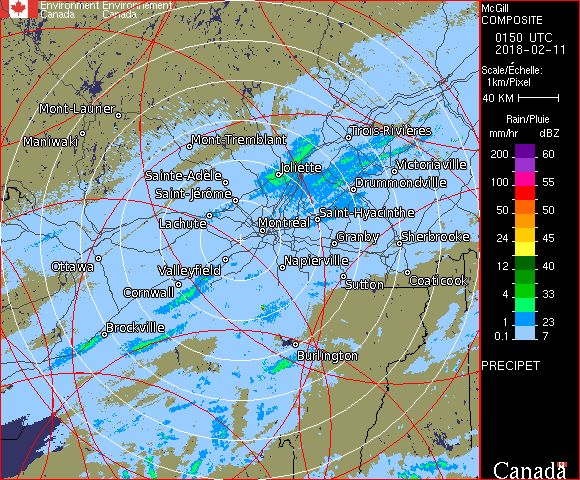 Environment Environnement
Canada Canada
McGill
COMPOSITE
0150 UTC
2018-02-11
Scale/Échelle:
1km/Pixel
40 KM
Rain/Pluie
mm/hr dBZ
200 60
100 55
50 50
24 45
12 40
4 33
1 23
0.1 7
PRECIPET
Canada
Mont-Laurier
Maniwaki
Mont-Tremblant
Trois-Rivières
Joliette
Victoriaville
Sainte-Adèle
Drummondville
Saint-Jérôme
Saint-Hyacinthe
Lachute
Montréal
Granby
Sherbrooke
Ottawa
Valleyfield
Napierville
Sutton
Coaticook
Cornwall
Brockville
Burlington